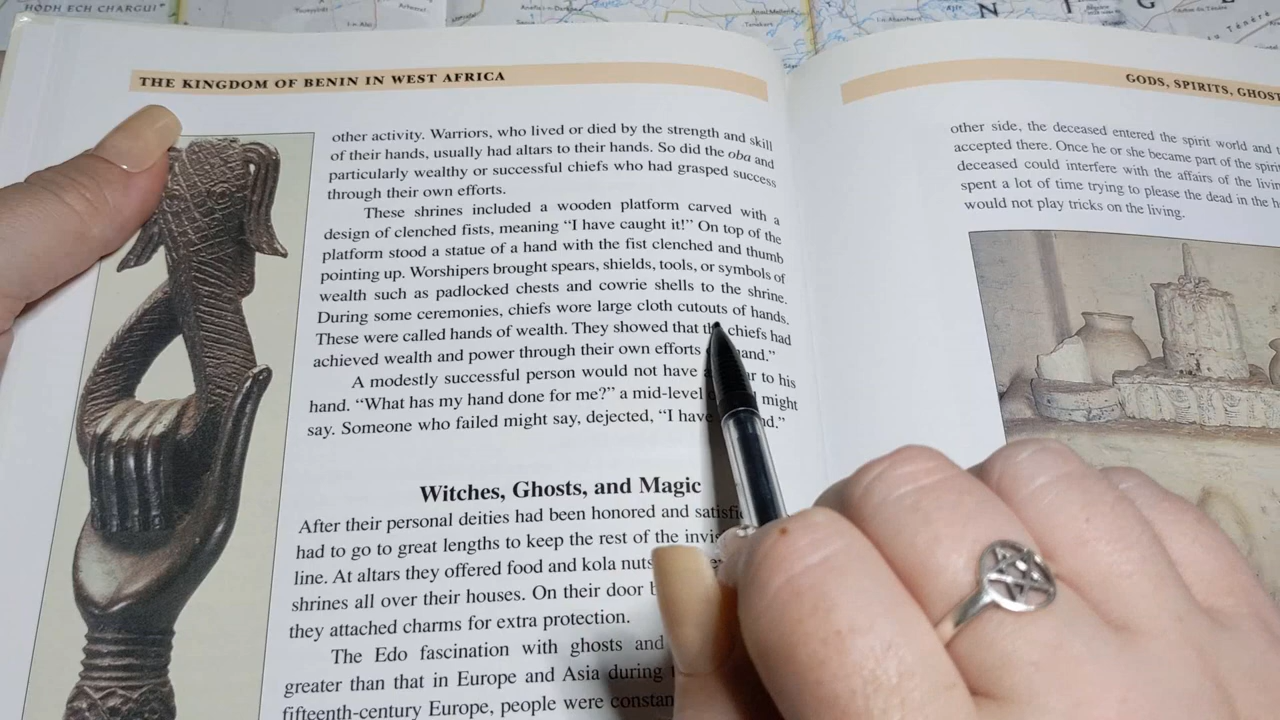 HODH ECH CHARGUI
N I G
THE KINGDOM OF BENIN IN WEST AFRICA
other activity. Warriors, who lived or died by the strength and skill
of their hands, usually had altars to their hands. So did the oba and
particularly wealthy or successful chiefs who had grasped success
through their own efforts.
These shrines included a wooden platform carved with a
design of clenched fists, meaning “I have caught it!” On top of the
platform stood a statue of a hand with the fist clenched and thumb
pointing up. Worshipers brought spears, shields, tools, or symbols of
wealth such as padlocked chests and cowrie shells to the shrine.
During some ceremonies, chiefs wore large cloth cutouts of hands.
These were called hands of wealth. They showed that chiefs had
achieved wealth and power through their own efforts hand.”
A modestly successful person would not have to his
hand. “What has my hand done for me?” a mid-level might
say. Someone who failed might say, dejected, “I have
Witches, Ghosts, and Magic
After their personal deities had been honored and
had to go to great lengths to keep the rest of the
line. At altars they offered food and kola nuts
shrines all over their houses. On their door
they attached charms for extra protection.
The Edo fascination with ghosts and
greater than that in Europe and Asia during
fifteenth-century Europe, people were
GODS, SPIRITS,
other side, the deceased entered the spirit world and
accepted there. Once he or she became part of the
deceased could interfere with the affairs of the
spent a lot of time trying to please the dead in the
would not play tricks on the living.